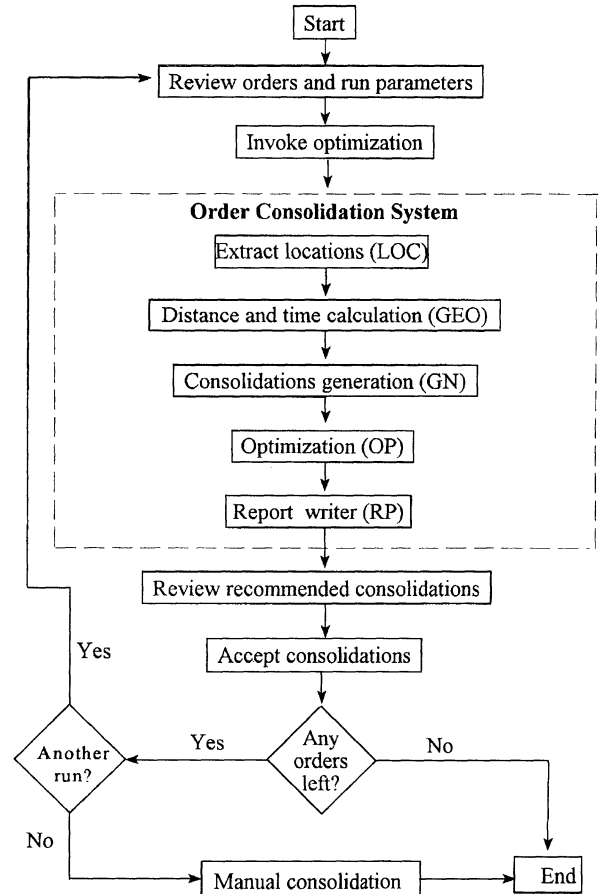 Start
Review orders and run parameters
Invoke optimization
Order Consolidation System
Extract locations (LOC)
Distance and time calculation (GEO)
Consolidations generation (GN)
Optimization (OP)
Report writer (RP)
Review recommended consolidations
Accept consolidations
Any
orders
left?
Yes
No
Another
run?
Yes
No
Manual consolidation
End